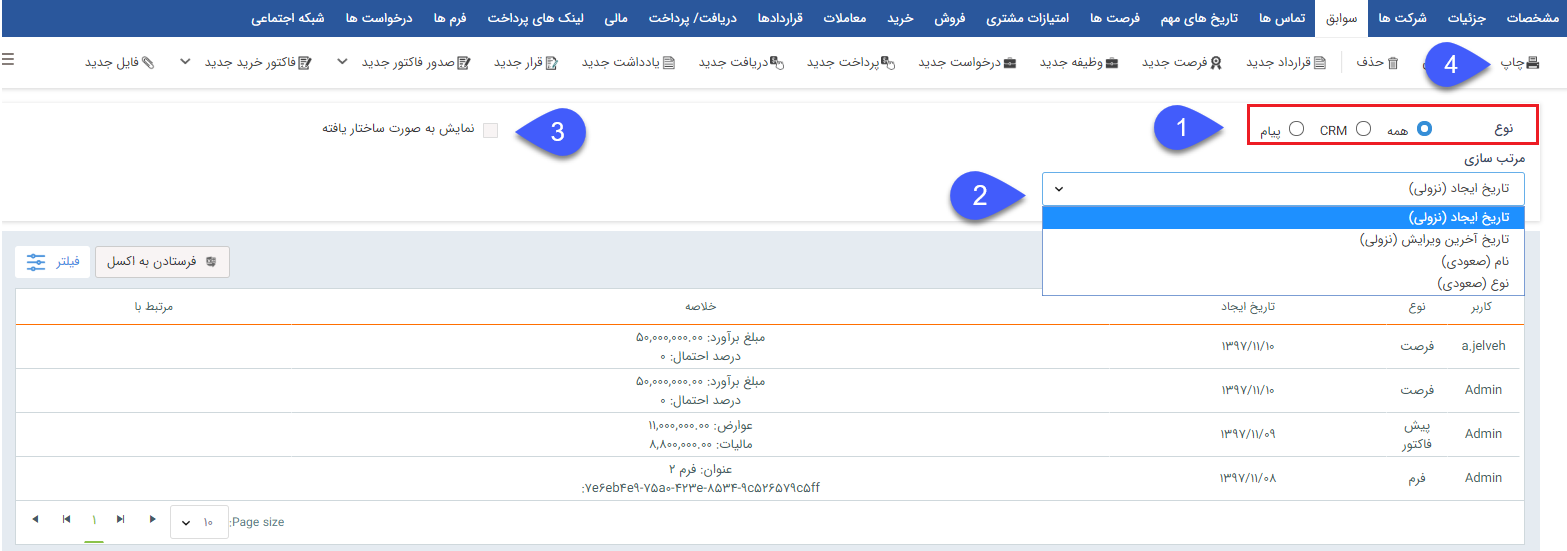 مشخصات جزئیات شرکت ها سوابق تماس ها تاریخ های مهم فرصت ها امتیازات مشتری فروش خرید معاملات قراردادها دریافت/ پرداخت مالی لینک های پرداخت فرم ها درخواست ها شبکه اجتماعی
چاپ 4 حذف قرارداد جدید فرصت جدید وظیفه جدید درخواست جدید پرداخت جدید دریافت جدید یادداشت جدید قرار جدید صدور فاکتور جدید فاکتور خرید جدید فایل جدید
نوع همه CRM پیام 1 3 نمایش به صورت ساختار یافته
مرتب سازی
تاریخ ایجاد (نزولی) 2
تاریخ ایجاد (نزولی)
تاریخ آخرین ویرایش (نزولی)
نام (صعودی)
نوع (صعودی)
فرستادن به اکسل فیلتر
کاربر نوع تاریخ ایجاد خلاصه مرتبط با
a.jelveh فرصت ۱۳۹۷/۱۱/۱۰ مبلغ برآورد: ۵۰,۰۰۰,۰۰۰.۰۰
درصد احتمال: ۰
Admin فرصت ۱۳۹۷/۱۱/۱۰ مبلغ برآورد: ۵۰,۰۰۰,۰۰۰.۰۰
درصد احتمال: ۰
Admin پیش فاکتور ۱۳۹۷/۱۱/۰۹ عوارض: ۱۱,۰۰۰,۰۰۰.۰۰
مالیات: ۸,۸۰۰,۰۰۰.۰۰
Admin فرم ۱۳۹۷/۱۱/۰۸ عنوان: فرم ۲
:۷e۶eb۴e۹-۷۵a۰-۴۲۳e-۸۵۳۴-۹c۵۲۶۵۷۹c۵ff
۱ ۱۰ Page size: